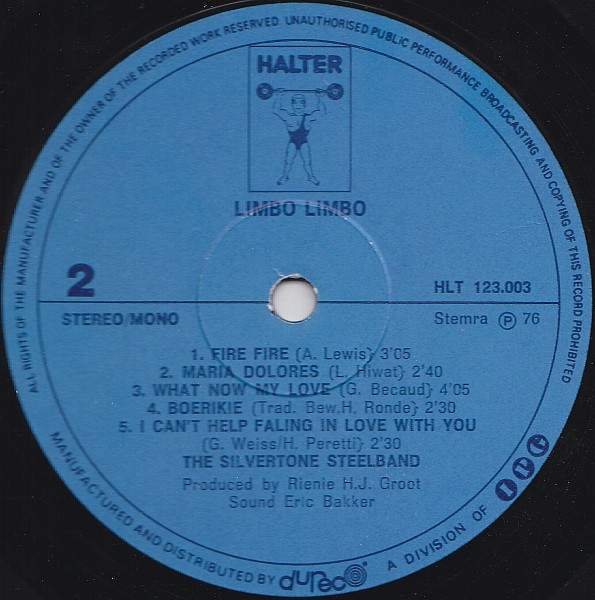 ALL RIGHTS OF THE MANUFACTURER AND OF THE OWNER OF THE RECORDED WORK RESERVED. UNAUTHORISED PUBLIC PERFORMANCE BROADCASTING AND COPYING OF THIS RECORD PROHIBITED
HALTER
LIMBO LIMBO
2
HLT 123.003
STEREO/MONO
Stemra Ⓟ 76
1. FIRE FIRE (A. Lewis} 3'05
2. MARIA DOLORES (L. Hiwat} 2'40
3. WHAT NOW MY LOVE (G. Becaud} 4'05
4. BOERIKIE (Trad. Bew.H. Ronde} 2'30
5. I CAN'T HELP FALING IN LOVE WITH YOU
(G. Weiss/H. Peretti} 2'30
THE SILVERTONE STEELBAND
Produced by Rienie H.J. Groot
Sound Eric Bakker
MANUFACTURED AND DISTRIBUTED BY dureco A DIVISION OF